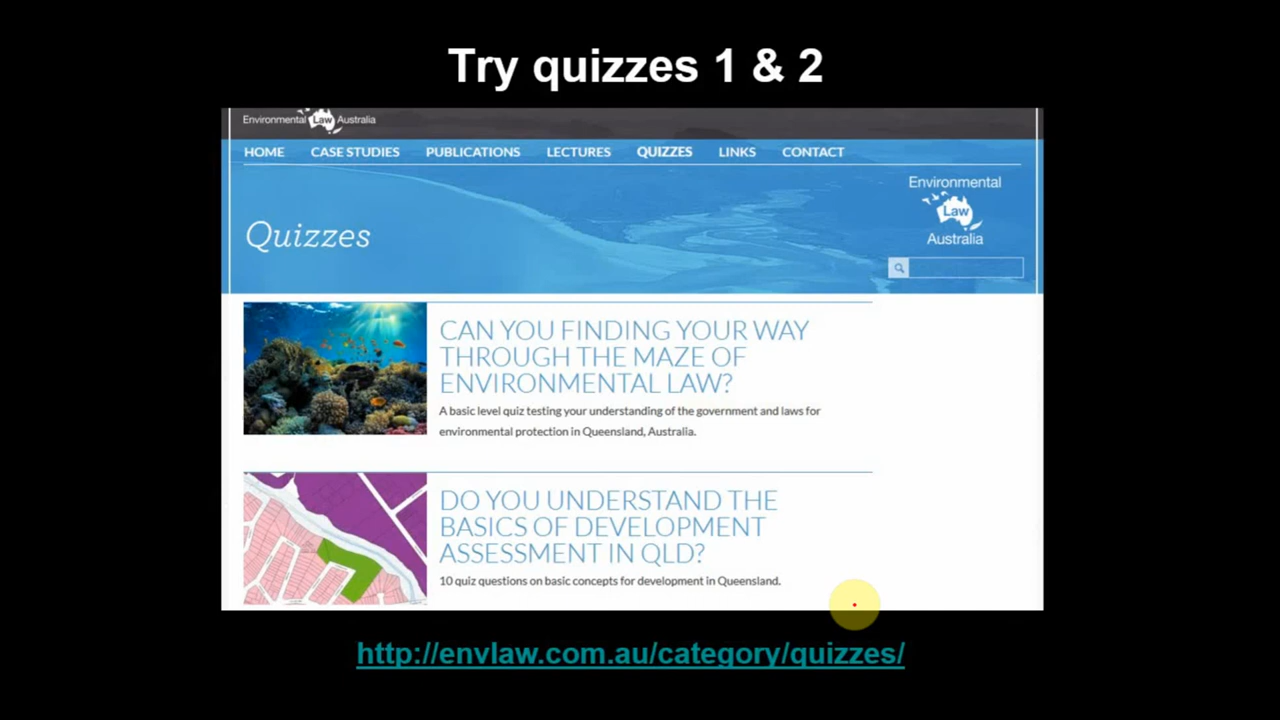 Try quizzes 1 & 2
Environmental Law Australia
HOME CASE STUDIES PUBLICATIONS LECTURES QUIZZES LINKS CONTACT
Environmental
Law
Australia
Quizzes
CAN YOU FINDING YOUR WAY
THROUGH THE MAZE OF
ENVIRONMENTAL LAW?
A basic level quiz testing your understanding of the government and laws for
environmental protection in Queensland, Australia.
DO YOU UNDERSTAND THE
BASICS OF DEVELOPMENT
ASSESSMENT IN QLD?
10 quiz questions on basic concepts for development in Queensland.
http://envlaw.com.au/category/quizzes/